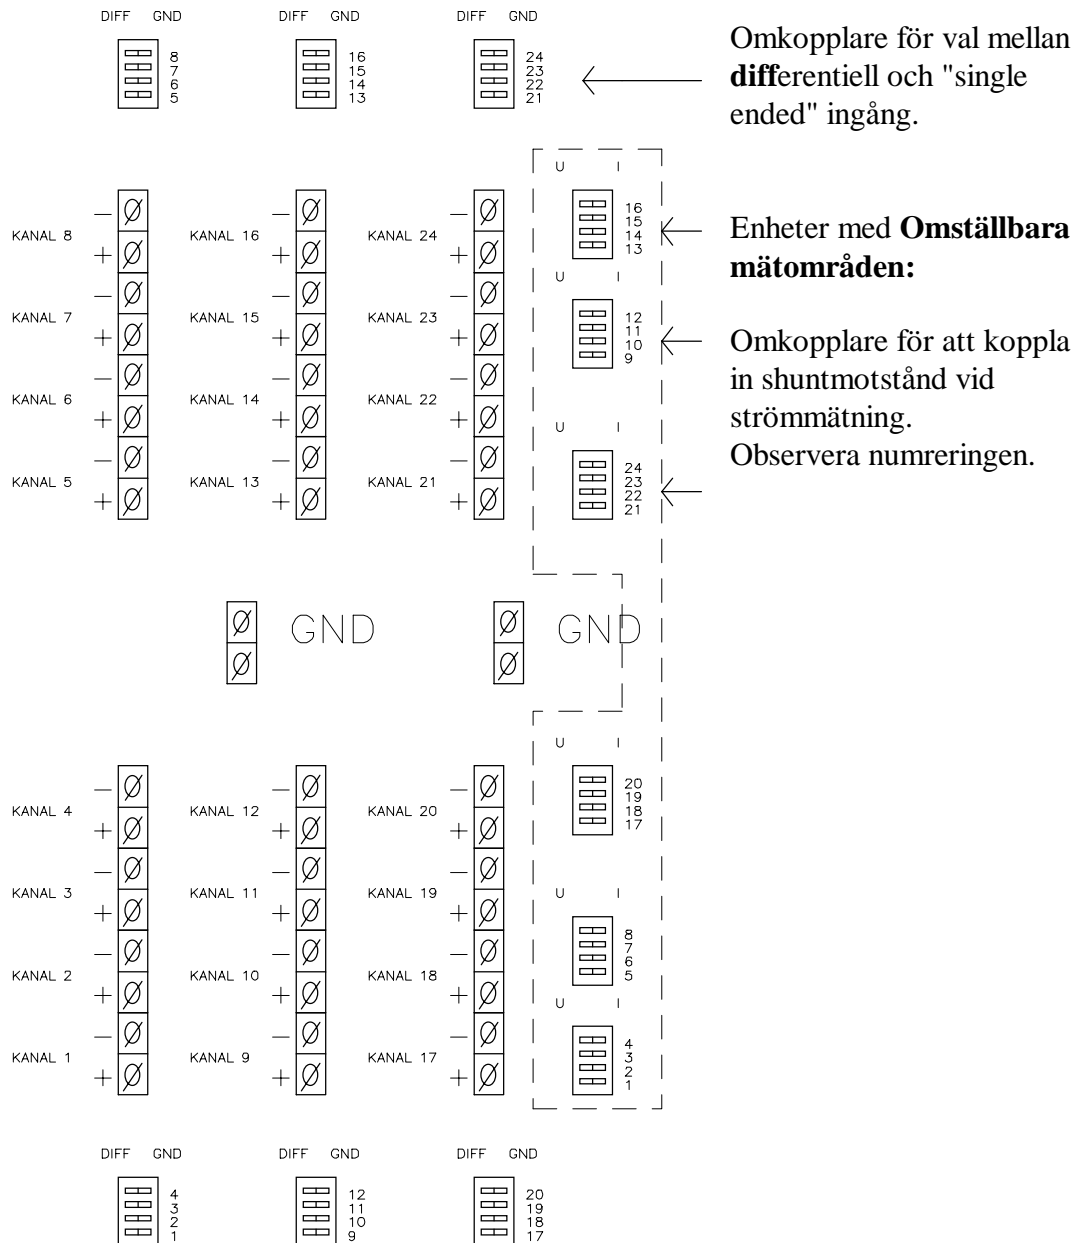 DIFF GND DIFF GND DIFF GND
8 16 24
7 15 23
6 14 22
5 13 21
Omkopplare för val mellan
differentiell och "single
ended" ingång.
U I
16
15
14
13
Enheter med Omställbara
mätområden:
− − −
KANAL 8 KANAL 16 KANAL 24
+ + +
U I
12
11
10
9
− − −
KANAL 7 KANAL 15 KANAL 23
+ + +
Omkopplare för att koppla
in shuntmotstånd vid
strömmätning.
Observera numreringen.
− − −
KANAL 6 KANAL 14 KANAL 22
+ + +
U I
24
23
22
21
− − −
KANAL 5 KANAL 13 KANAL 21
+ + +
GND GND
U I
20
19
18
17
− − −
KANAL 4 KANAL 12 KANAL 20
+ + +
− − −
KANAL 3 KANAL 11 KANAL 19
+ + +
U I
8
7
6
5
− − −
KANAL 2 KANAL 10 KANAL 18
+ + +
U I
4
3
2
1
− − −
KANAL 1 KANAL 9 KANAL 17
+ + +
DIFF GND DIFF GND DIFF GND
4 12 20
3 11 19
2 10 18
1 9 17